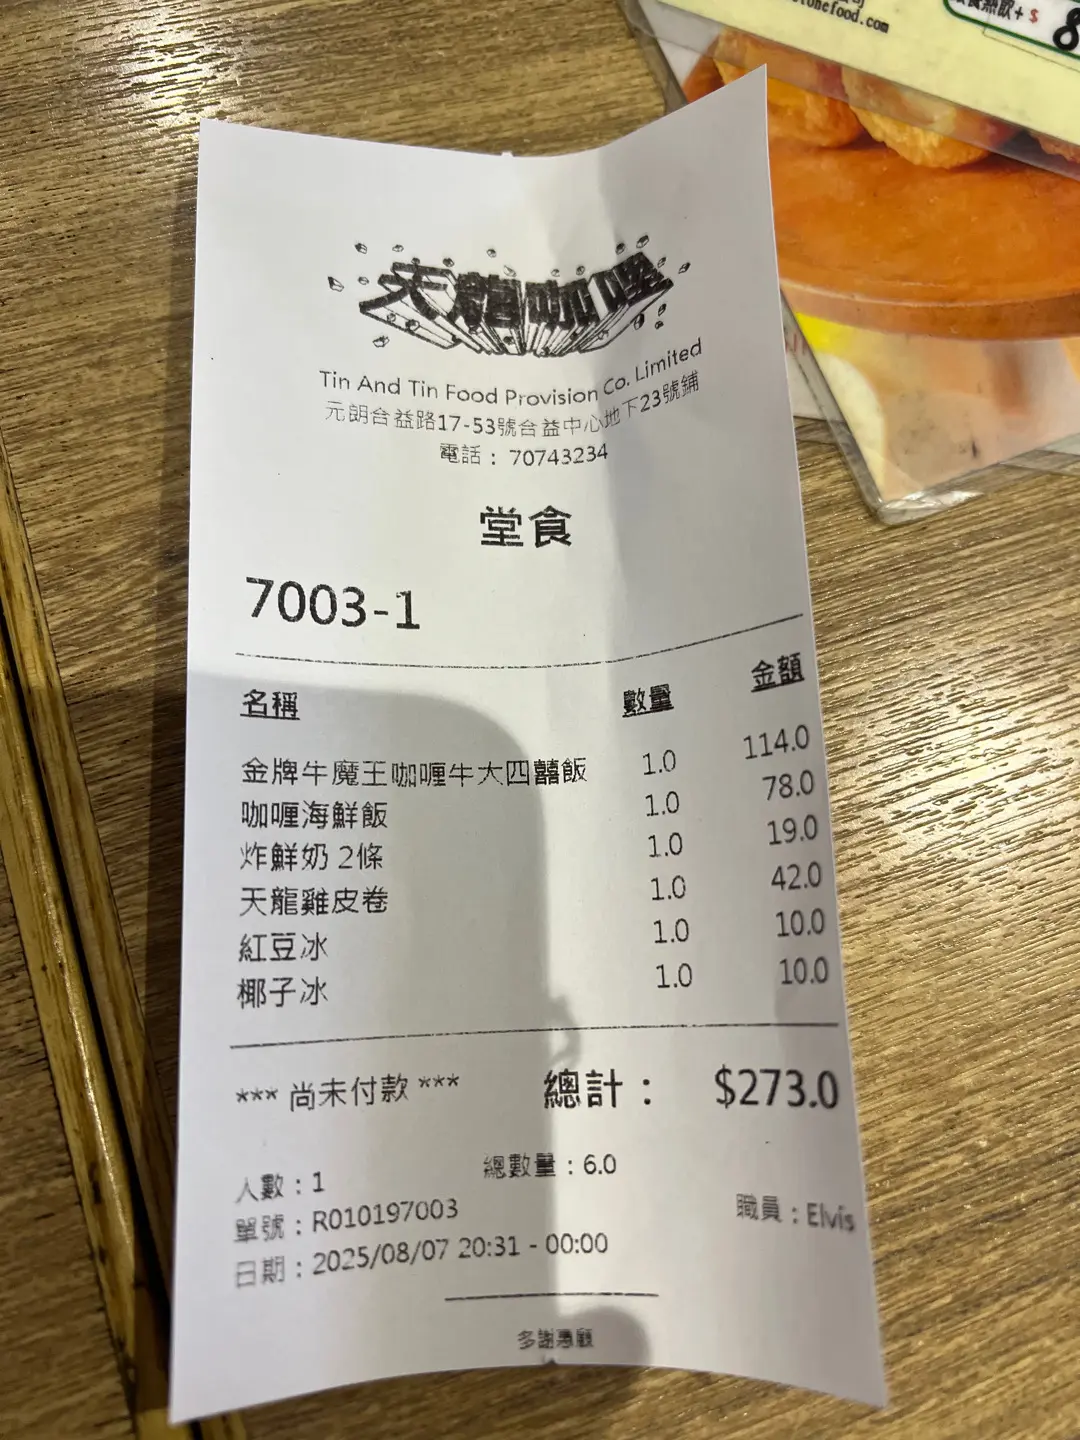 tonefood.com
+ $ 8
天龍咖喱
Tin And Tin Food Provision Co. Limited
元朗合益路17-53號合益中心地下23號鋪
電話：70743234
堂食
7003-1
名稱 數量 金額
金牌牛魔王咖喱牛大四囍飯 1.0 114.0
咖喱海鮮飯 1.0 78.0
炸鮮奶 2條 1.0 19.0
天龍雞皮卷 1.0 42.0
紅豆冰 1.0 10.0
椰子冰 1.0 10.0
*** 尚未付款 *** 總計： $273.0
人數：1 總數量：6.0
單號：R010197003 職員：Elvis
日期：2025/08/07 20:31 - 00:00
多謝惠顧